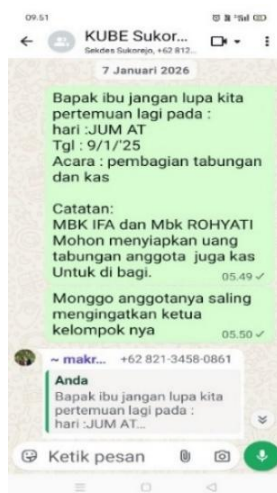 09.51
KUBE Sukor...
Sekdes Sukorejo, +62 812...
7 Januari 2026
Bapak ibu jangan lupa kita
pertemuan lagi pada :
hari :JUM AT
Tgl : 9/1/'25
Acara : pembagian tabungan
dan kas
Catatan:
MBK IFA dan Mbk ROHYATI
Mohon menyiapkan uang
tabungan anggota juga kas
Untuk di bagi.
05.49
Monggo anggotanya saling
mengingatkan ketua
kelompok nya
05.50
~ makr... +62 821-3458-0861
Anda
Bapak ibu jangan lupa kita
pertemuan lagi pada :
hari :JUM AT...
Ketik pesan